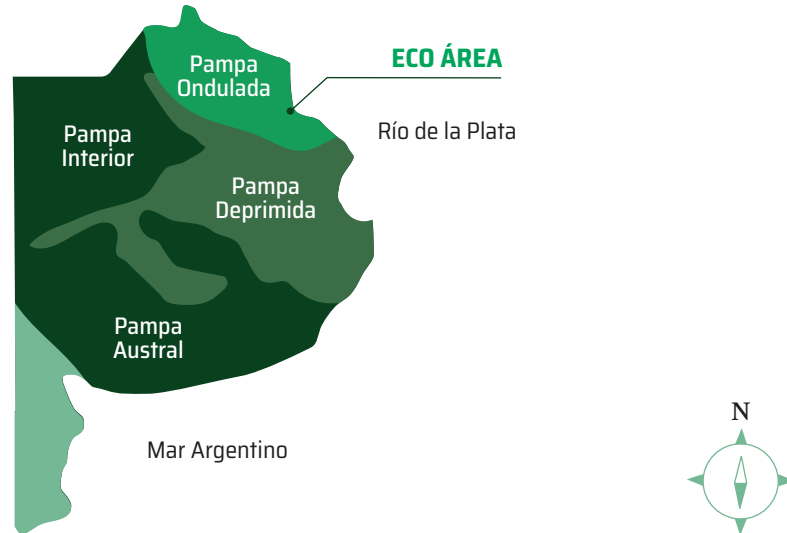 Pampa
Ondulada
ECO ÁREA
Río de la Plata
Pampa
Interior
Pampa
Deprimida
Pampa
Austral
Mar Argentino
N